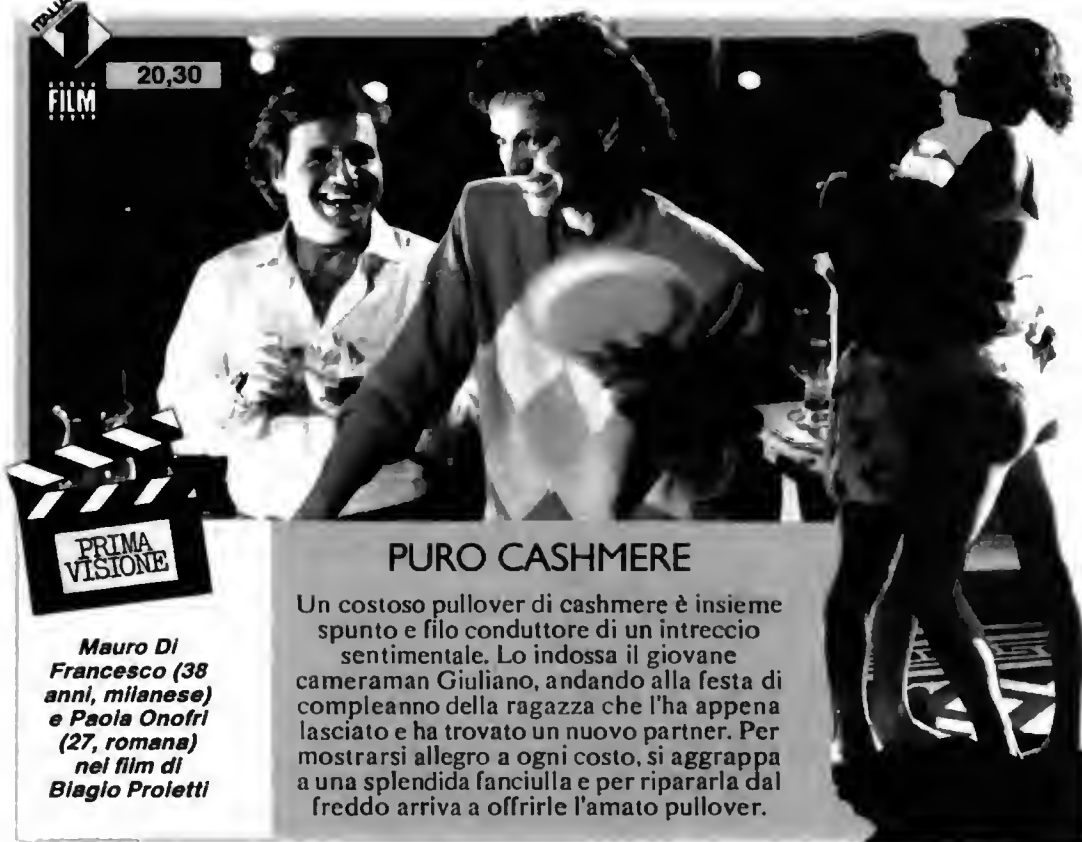 ITALIA
1
20,30
FILM
PRIMA
VISIONE
Mauro Di
Francesco (38
anni, milanese)
e Paola Onofri
(27, romana)
nel film di
Biagio Proietti
PURO CASHMERE
Un costoso pullover di cashmere è insieme
spunto e filo conduttore di un intreccio
sentimentale. Lo indossa il giovane
cameraman Giuliano, andando alla festa di
compleanno della ragazza che l'ha appena
lasciato e ha trovato un nuovo partner. Per
mostrarsi allegro a ogni costo, si aggrappa
a una splendida fanciulla e per ripararla dal
freddo arriva a offrirle l'amato pullover.